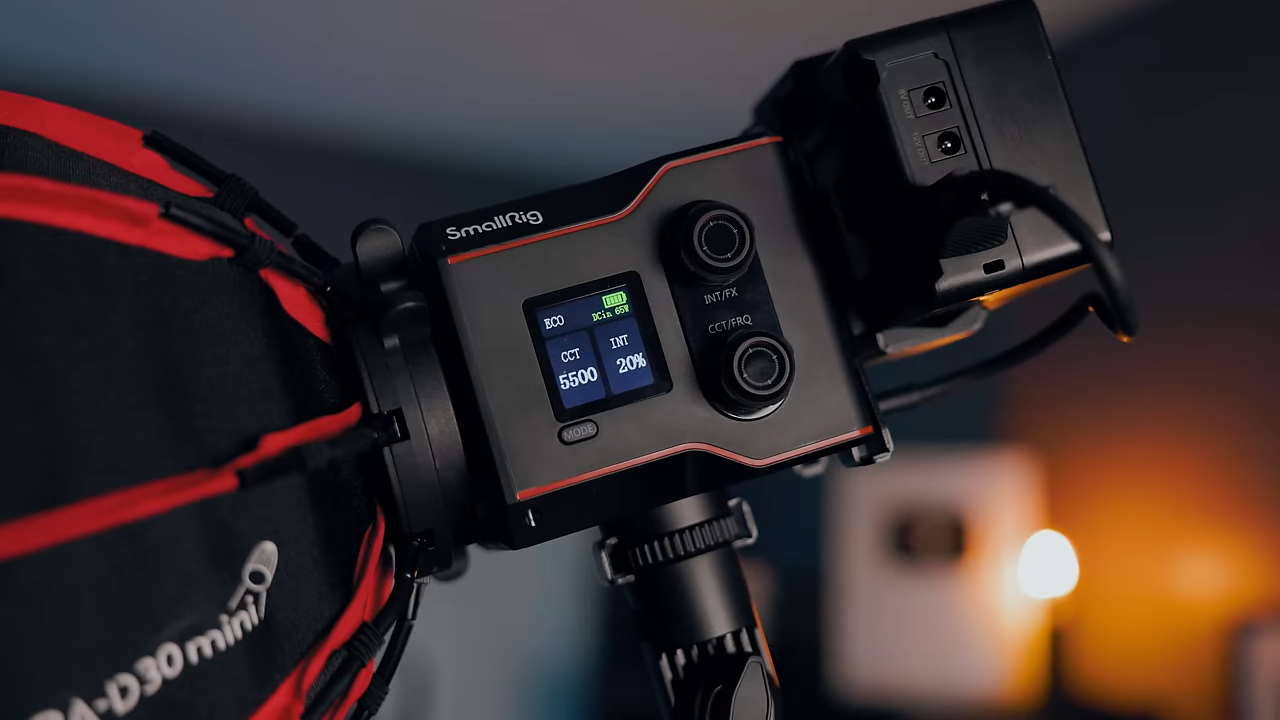 SmallRig
ECO
DCin 65W
CCT
5500
INT
20%
MODE
INT/FX
CCT/FRQ
RA-D30mini